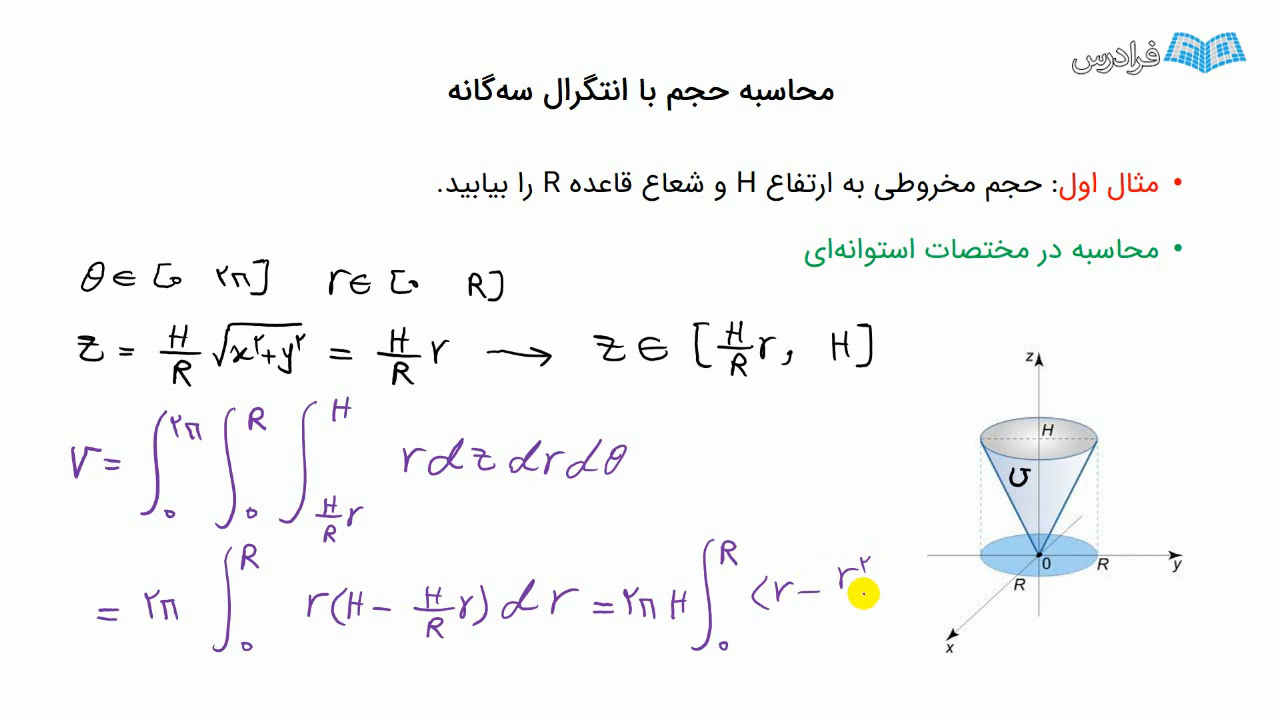 فرادرس
محاسبه حجم با انتگرال سه‌گانه
• مثال اول: حجم مخروطی به ارتفاع H و شعاع قاعده R را بیابید.
• محاسبه در مختصات استوانه‌ای
θ ∈ [۰ ۲π] r ∈ [۰ R]
z = H/R √(x²+y²) = H/R r → z ∈ [H/R r, H]
V = ∫₀^۲π ∫₀^R ∫_(H/R r)^H r dz dr dθ
= ۲π ∫₀^R r(H − H/R r) dr = ۲πH ∫₀^R (r − r²
z
H
υ
0
R
y
R
x